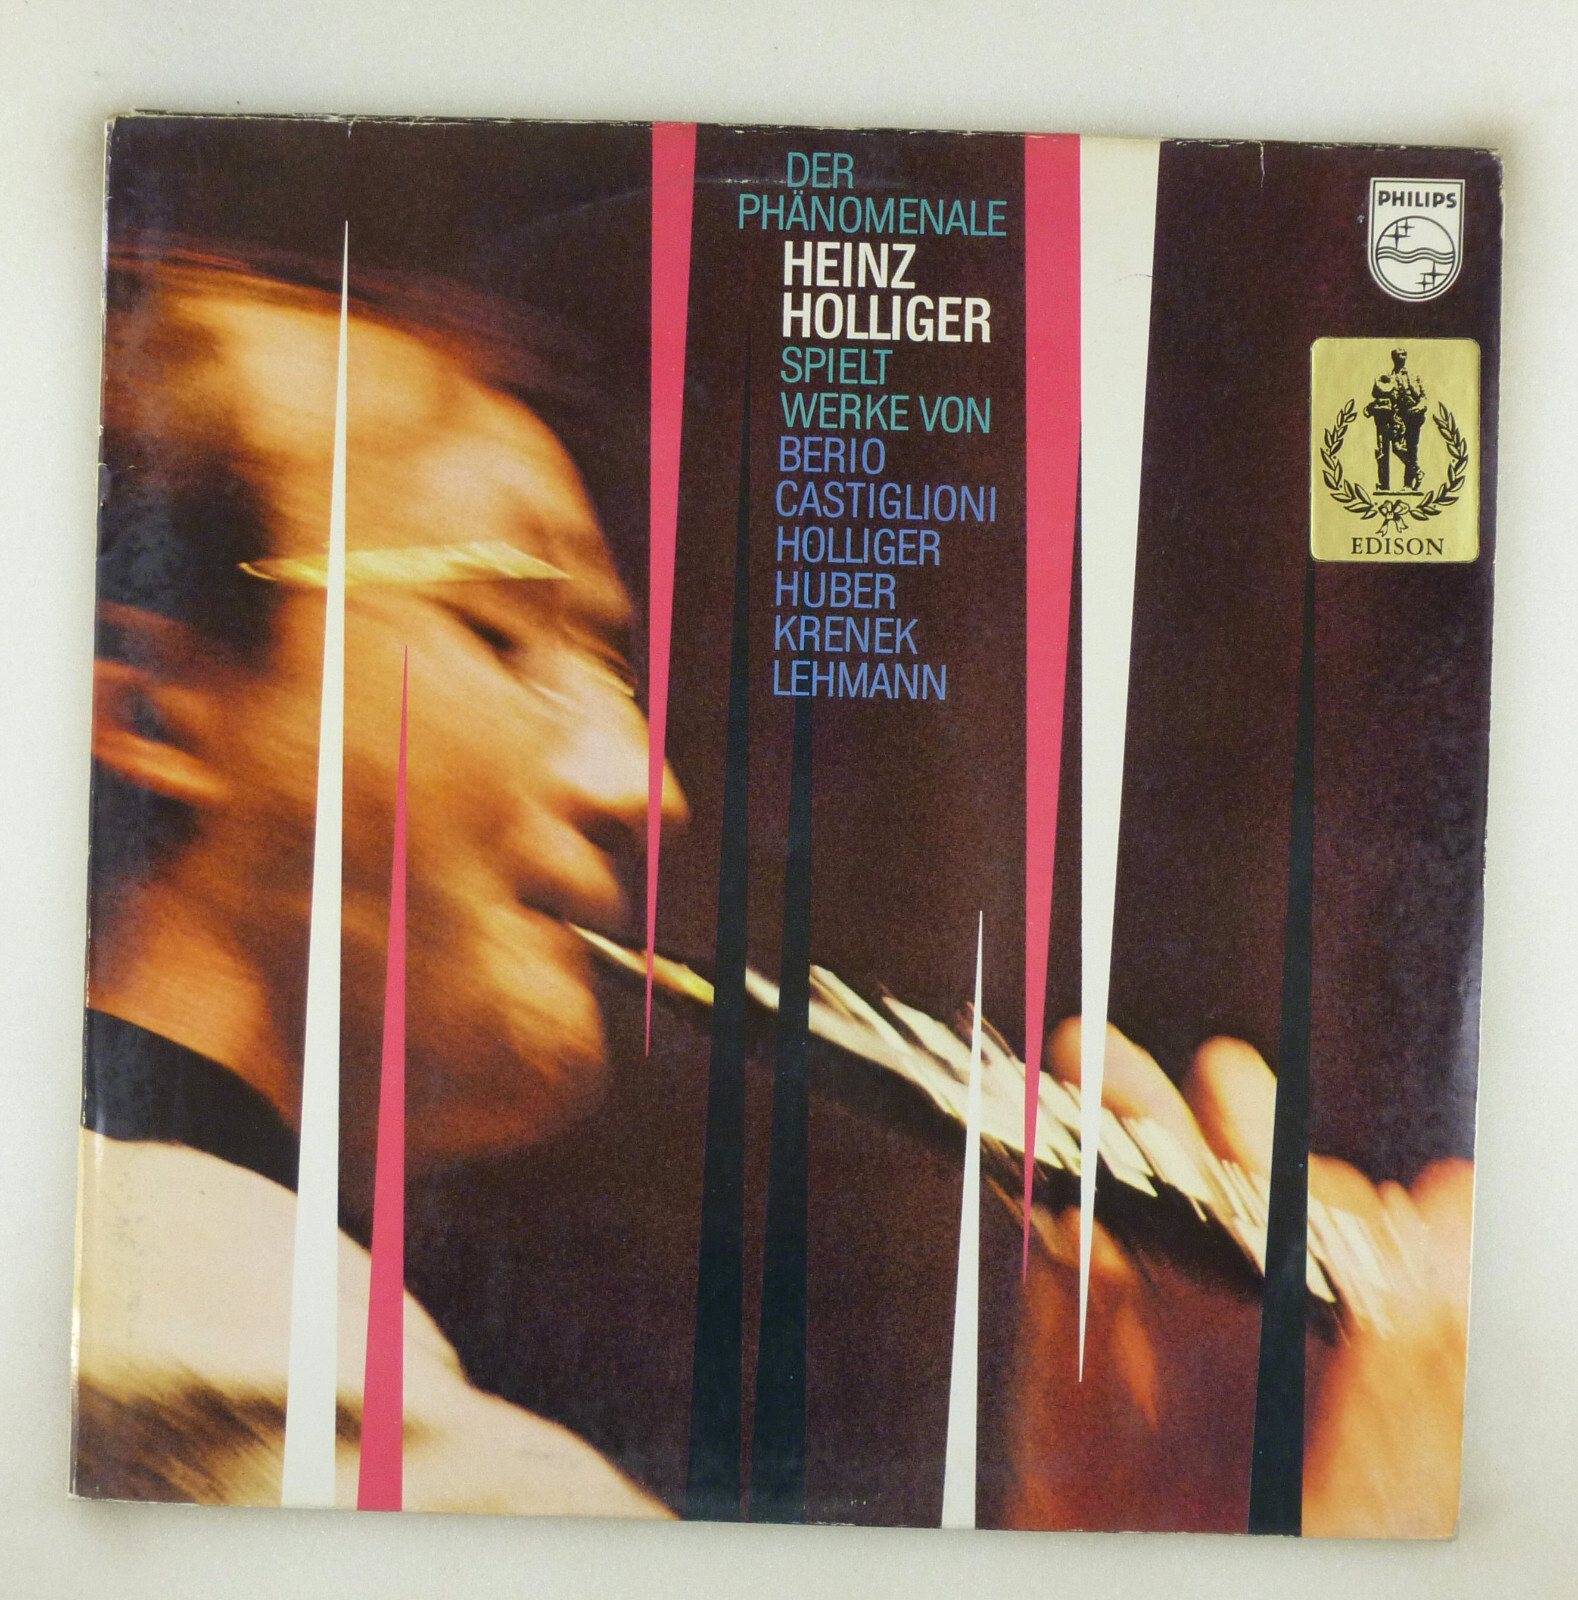 DER
PHÄNOMENALE
HEINZ
HOLLIGER
SPIELT
WERKE VON
BERIO
CASTIGLIONI
HOLLIGER
HUBER
KRENEK
LEHMANN
PHILIPS
EDISON